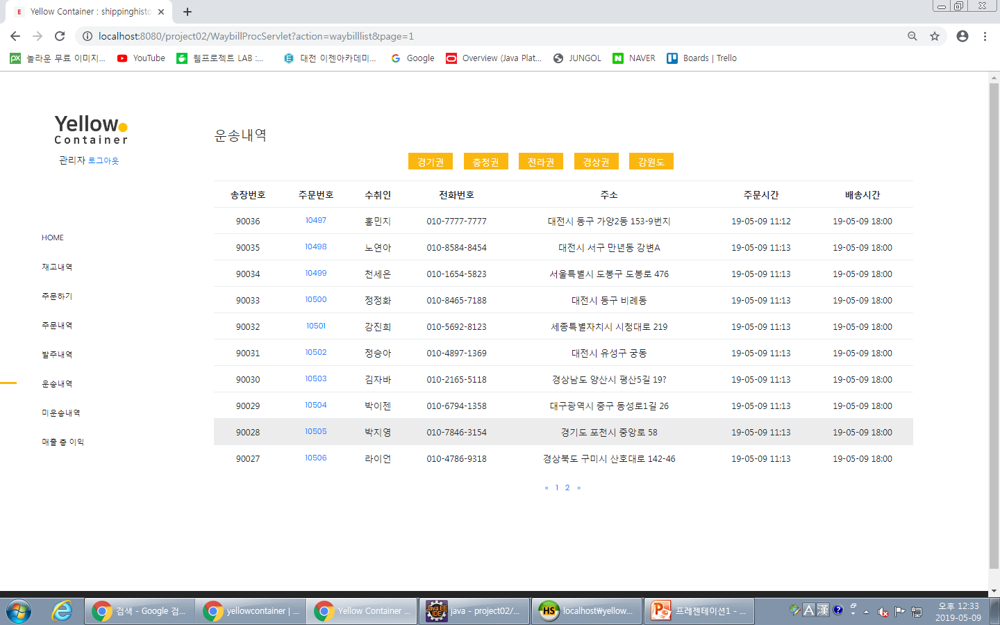 Yellow Container : shippinghisto
localhost:8080/project02/WaybillProcServlet?action=waybilllist&page=1
놀라운 무료 이미지... YouTube 웹프로젝트 LAB :... 대전 이젠아카데미... Google Overview (Java Plat... JUNGOL NAVER Boards | Trello
Yellow
Container
관리자 로그아웃
HOME
재고내역
주문하기
주문내역
발주내역
운송내역
미운송내역
매출 총 이익
운송내역
경기권 충청권 전라권 경상권 강원도
송장번호 주문번호 수취인 전화번호 주소 주문시간 배송시간
90036 10497 홍민지 010-7777-7777 대전시 동구 가양2동 153-9번지 19-05-09 11:12 19-05-09 18:00
90035 10498 노연아 010-8584-8454 대전시 서구 만년동 강변A 19-05-09 11:13 19-05-09 18:00
90034 10499 천세은 010-1654-5823 서울특별시 도봉구 도봉로 476 19-05-09 11:13 19-05-09 18:00
90033 10500 정정화 010-8465-7188 대전시 동구 비례동 19-05-09 11:13 19-05-09 18:00
90032 10501 강진희 010-5692-8123 세종특별자치시 시청대로 219 19-05-09 11:13 19-05-09 18:00
90031 10502 정승아 010-4897-1369 대전시 유성구 궁동 19-05-09 11:13 19-05-09 18:00
90030 10503 김자바 010-2165-5118 경상남도 양산시 평산5길 19? 19-05-09 11:13 19-05-09 18:00
90029 10504 박이젠 010-6794-1358 대구광역시 중구 동성로1길 26 19-05-09 11:13 19-05-09 18:00
90028 10505 박지영 010-7846-3154 경기도 포천시 중앙로 58 19-05-09 11:13 19-05-09 18:00
90027 10506 라이언 010-4786-9318 경상북도 구미시 산호대로 142-46 19-05-09 11:13 19-05-09 18:00
« 1 2 »
검색 - Google 검... yellowcontainer | ... Yellow Container ... java - project02/... localhost₩yellow... 프레젠테이션1 - ... A 漢 오후 12:33
2019-05-09